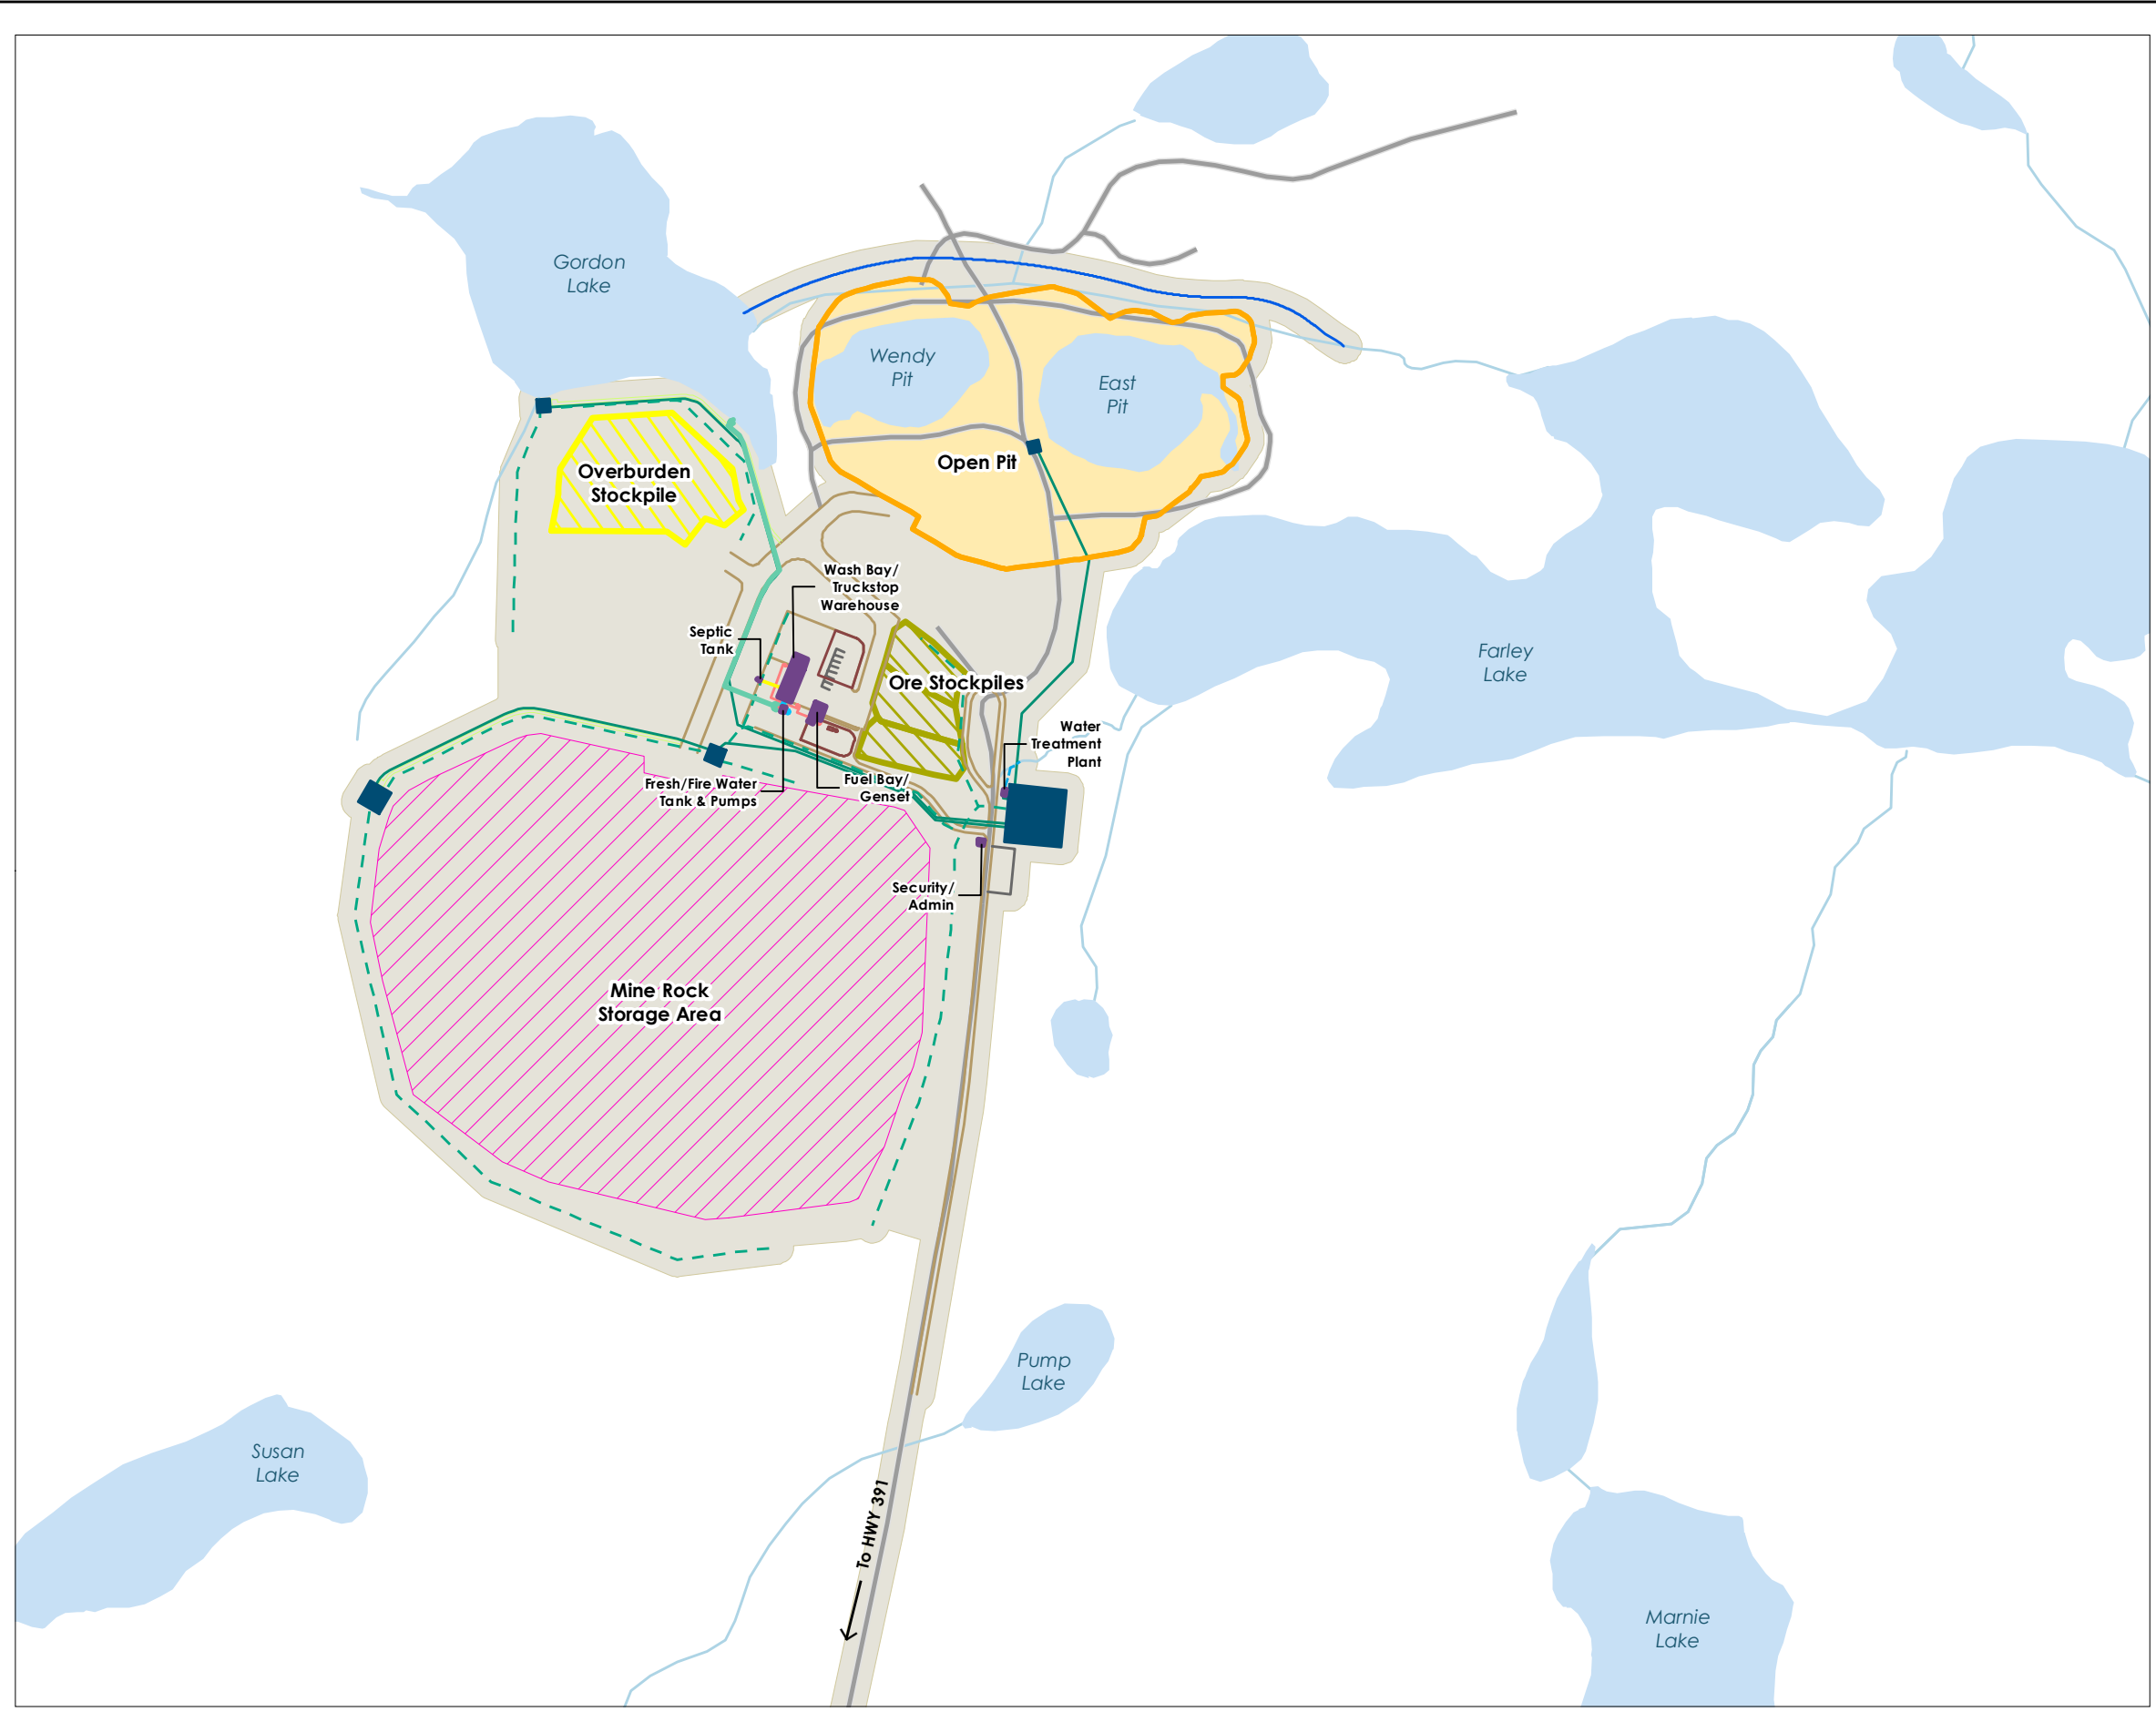 Gordon
Lake
Wendy
Pit
East
Pit
Open Pit
Overburden
Stockpile
Wash Bay/
Truckstop
Warehouse
Septic
Tank
Ore Stockpiles
Farley
Lake
Water
Treatment
Plant
Fresh/Fire Water
Tank & Pumps
Fuel Bay/
Genset
Security/
Admin
Mine Rock
Storage Area
Pump
Lake
Susan
Lake
To HWY 391
Marnie
Lake